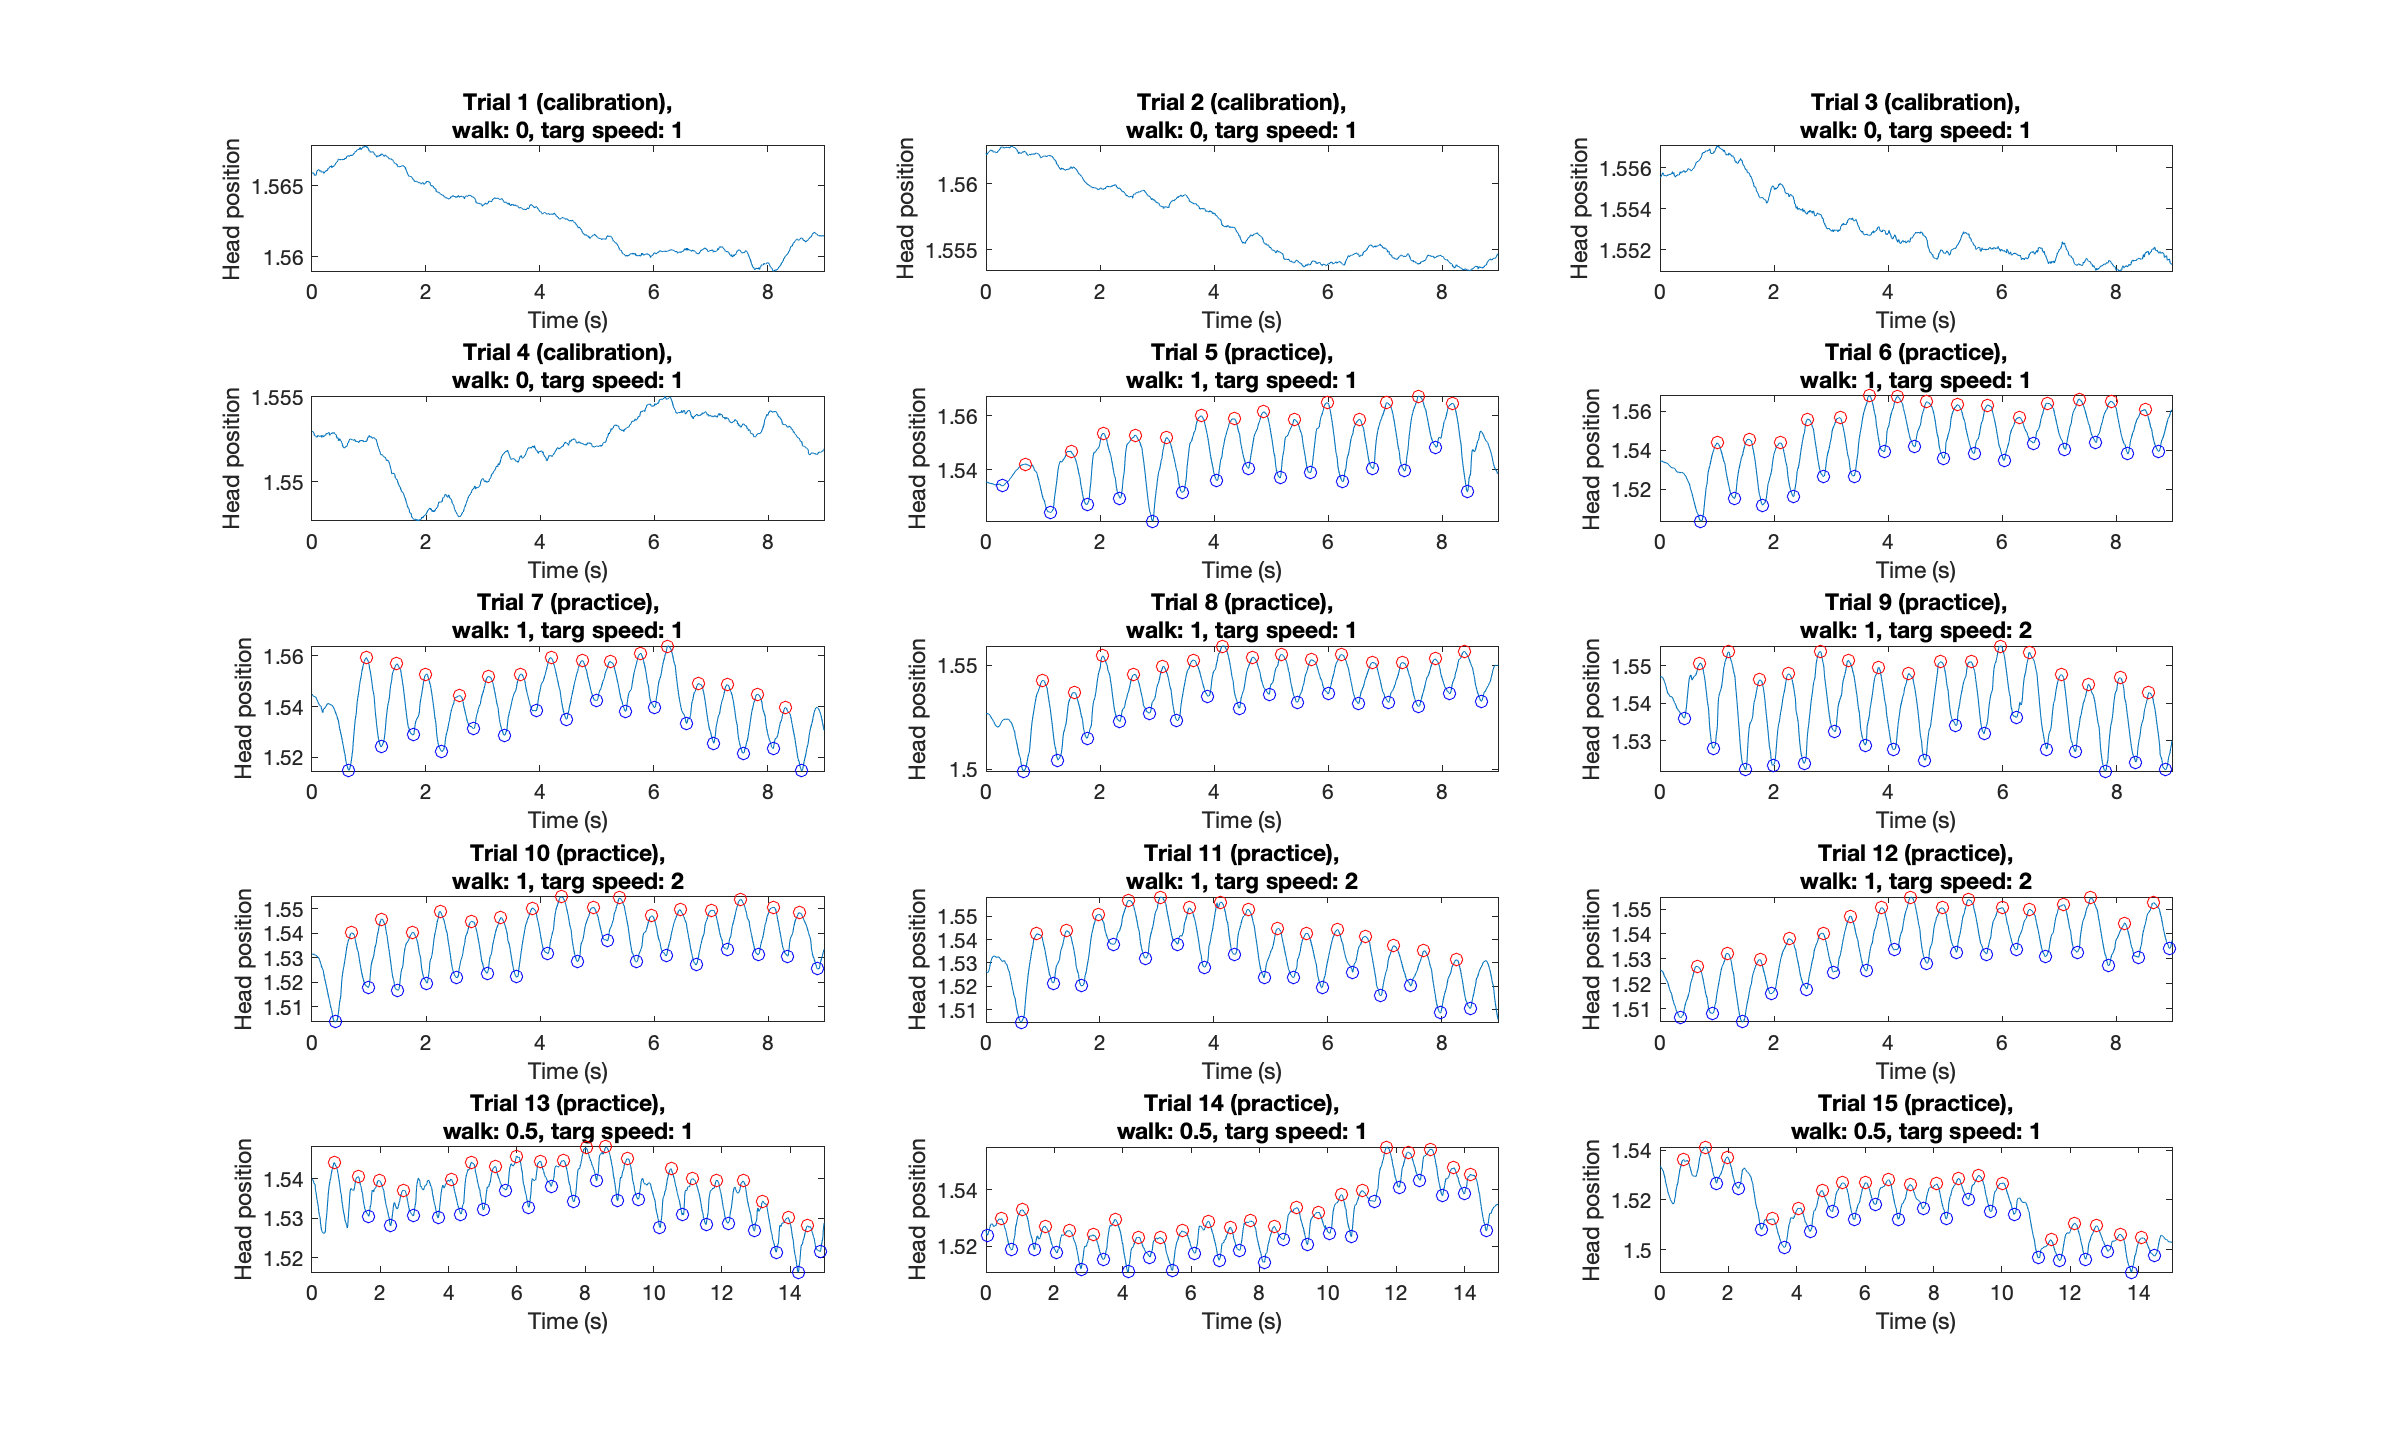 Trial 1 (calibration),
walk: 0, targ speed: 1
Head position
1.565
1.56
0 2 4 6 8
Time (s)
Trial 2 (calibration),
walk: 0, targ speed: 1
Head position
1.56
1.555
0 2 4 6 8
Time (s)
Trial 3 (calibration),
walk: 0, targ speed: 1
Head position
1.556
1.554
1.552
0 2 4 6 8
Time (s)
Trial 4 (calibration),
walk: 0, targ speed: 1
Head position
1.555
1.55
0 2 4 6 8
Time (s)
Trial 5 (practice),
walk: 1, targ speed: 1
Head position
1.56
1.54
0 2 4 6 8
Time (s)
Trial 6 (practice),
walk: 1, targ speed: 1
Head position
1.56
1.54
1.52
0 2 4 6 8
Time (s)
Trial 7 (practice),
walk: 1, targ speed: 1
Head position
1.56
1.54
1.52
0 2 4 6 8
Time (s)
Trial 8 (practice),
walk: 1, targ speed: 1
Head position
1.55
1.5
0 2 4 6 8
Time (s)
Trial 9 (practice),
walk: 1, targ speed: 2
Head position
1.55
1.54
1.53
0 2 4 6 8
Time (s)
Trial 10 (practice),
walk: 1, targ speed: 2
Head position
1.55
1.54
1.53
1.52
1.51
0 2 4 6 8
Time (s)
Trial 11 (practice),
walk: 1, targ speed: 2
Head position
1.55
1.54
1.53
1.52
1.51
0 2 4 6 8
Time (s)
Trial 12 (practice),
walk: 1, targ speed: 2
Head position
1.55
1.54
1.53
1.52
1.51
0 2 4 6 8
Time (s)
Trial 13 (practice),
walk: 0.5, targ speed: 1
Head position
1.54
1.53
1.52
0 2 4 6 8 10 12 14
Time (s)
Trial 14 (practice),
walk: 0.5, targ speed: 1
Head position
1.54
1.52
0 2 4 6 8 10 12 14
Time (s)
Trial 15 (practice),
walk: 0.5, targ speed: 1
Head position
1.54
1.52
1.5
0 2 4 6 8 10 12 14
Time (s)